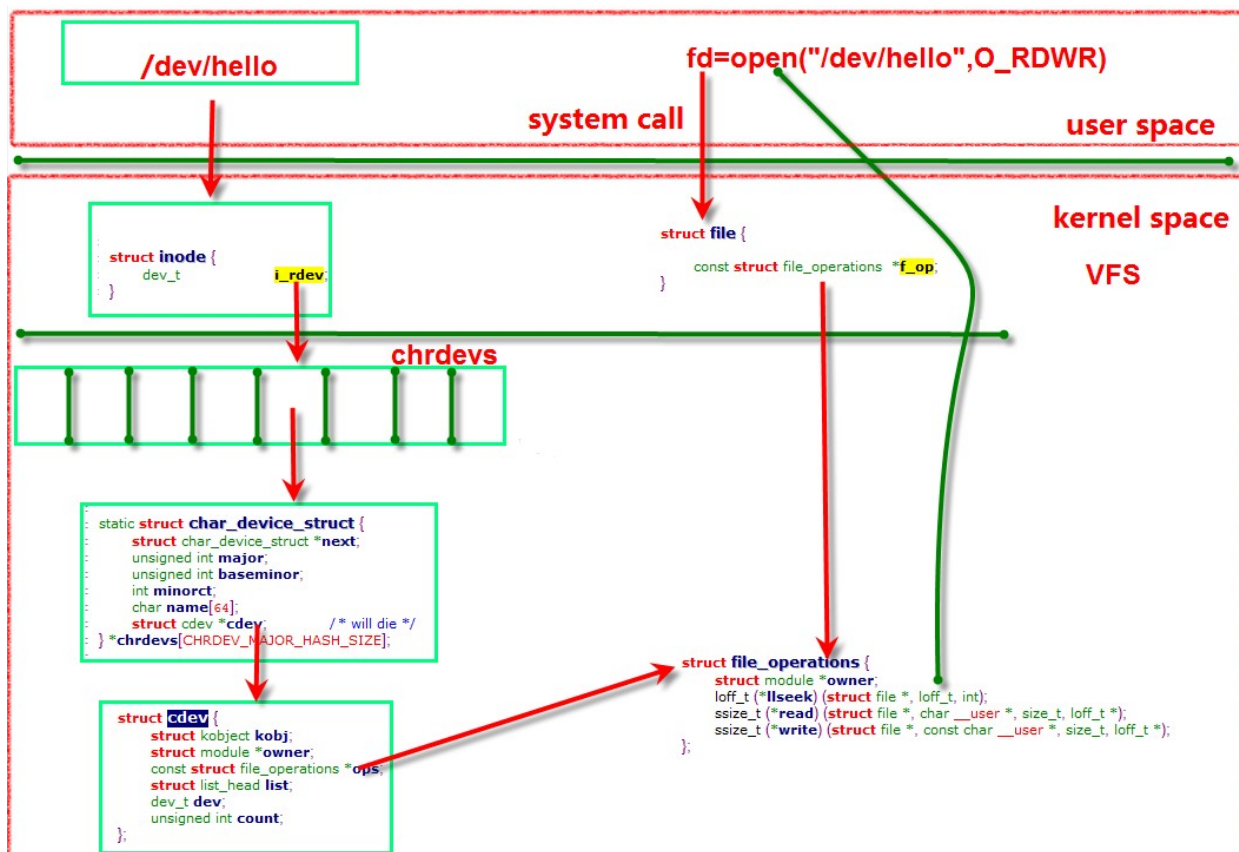 /dev/hello
fd=open("/dev/hello",O_RDWR)
system call
user space
kernel space
VFS
struct inode {
dev_t i_rdev;
}
struct file {
const struct file_operations *f_op;
}
chrdevs
static struct char_device_struct {
struct char_device_struct *next;
unsigned int major;
unsigned int baseminor;
int minorct;
char name[64];
struct cdev *cdev; /* will die */
} *chrdevs[CHRDEV_MAJOR_HASH_SIZE];
struct cdev {
struct kobject kobj;
struct module *owner;
const struct file_operations *ops;
struct list_head list;
dev_t dev;
unsigned int count;
};
struct file_operations {
struct module *owner;
loff_t (*llseek) (struct file *, loff_t, int);
ssize_t (*read) (struct file *, char __user *, size_t, loff_t *);
ssize_t (*write) (struct file *, const char __user *, size_t, loff_t *);
};